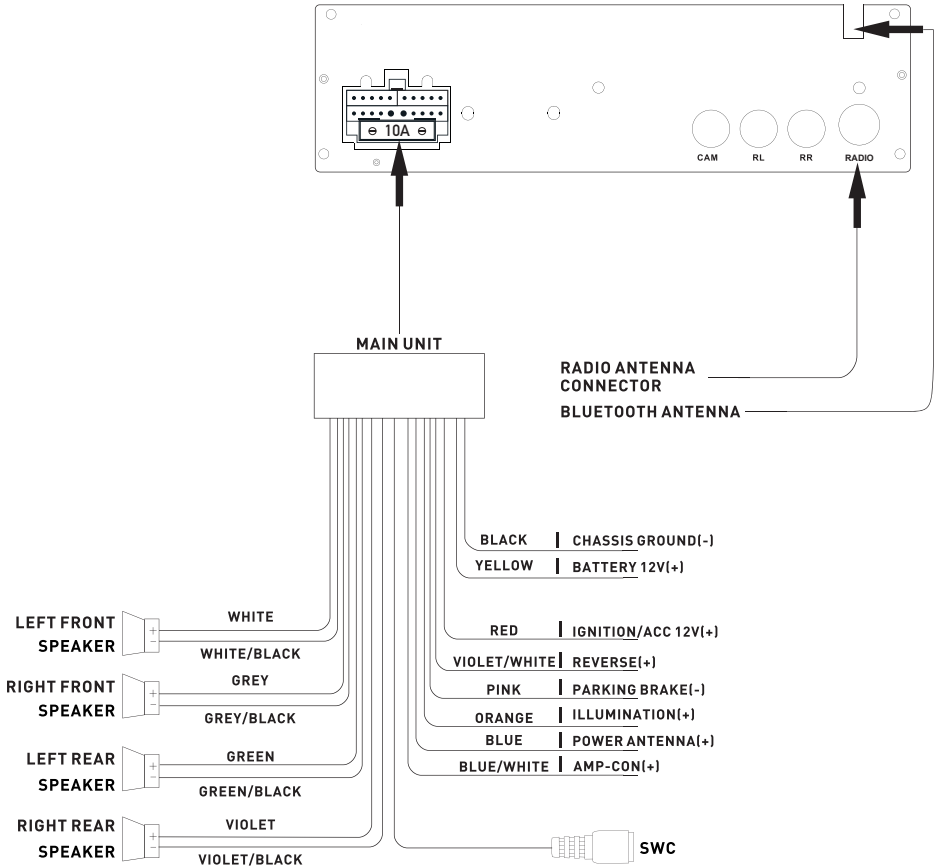 10A
CAM
RL
RR
RADIO
MAIN UNIT
RADIO ANTENNA
CONNECTOR
BLUETOOTH ANTENNA
BLACK
CHASSIS GROUND(-)
YELLOW
BATTERY 12V(+)
RED
IGNITION/ACC 12V(+)
VIOLET/WHITE
REVERSE(+)
PINK
PARKING BRAKE(-)
ORANGE
ILLUMINATION(+)
BLUE
POWER ANTENNA(+)
BLUE/WHITE
AMP-CON(+)
SWC
LEFT FRONT
SPEAKER
+
−
WHITE
WHITE/BLACK
RIGHT FRONT
SPEAKER
+
−
GREY
GREY/BLACK
LEFT REAR
SPEAKER
+
−
GREEN
GREEN/BLACK
RIGHT REAR
SPEAKER
+
−
VIOLET
VIOLET/BLACK